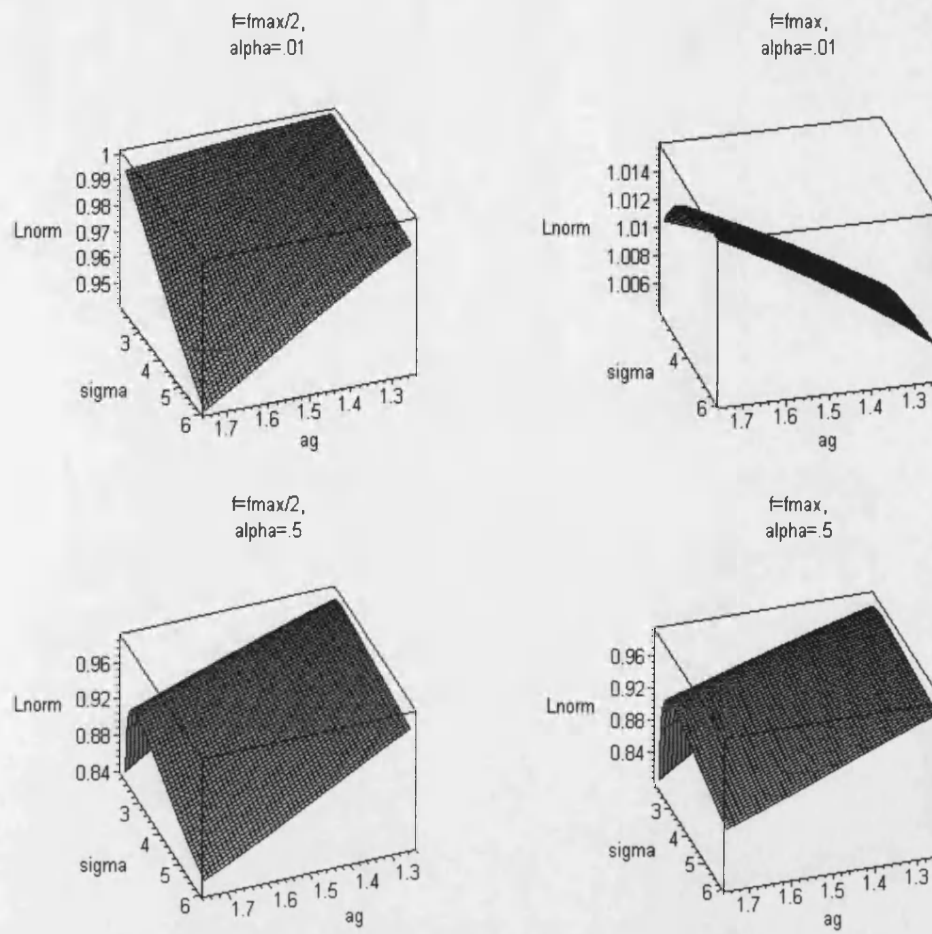 f=fmax/2,
alpha=.01
1
0.99
0.98
Lnorm
0.97
0.96
0.95
3
4
sigma
5
6
1.7
1.6
1.5
1.4
1.3
ag
f=fmax,
alpha=.01
1.014
1.012
Lnorm
1.01
1.008
1.006
4
sigma
6
1.7
1.6
1.5
1.4
1.3
ag
f=fmax/2,
alpha=.5
0.96
Lnorm
0.92
0.88
0.84
3
4
sigma
5
6
1.7
1.6
1.5
1.4
1.3
ag
f=fmax,
alpha=.5
0.96
0.92
Lnorm
0.88
0.84
3
4
sigma
5
6
1.7
1.6
1.5
1.4
1.3
ag